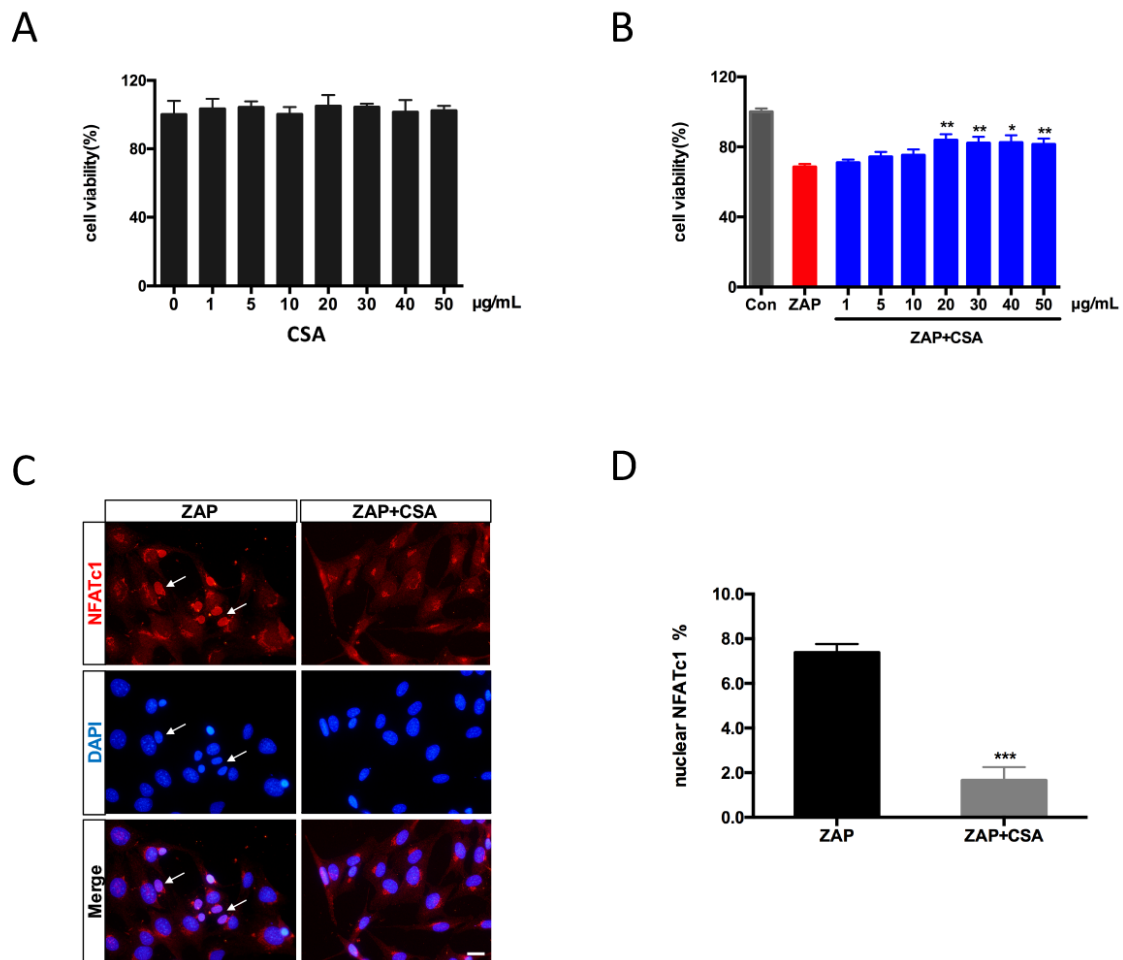 A
120
80
40
0
cell viability(%)
0 1 5 10 20 30 40 50 µg/mL
CSA
B
120
80
40
0
cell viability(%)
** ** * **
Con ZAP 1 5 10 20 30 40 50 µg/mL
ZAP+CSA
C
ZAP ZAP+CSA
NFATc1
DAPI
Merge
D
10.0
8.0
6.0
4.0
2.0
0.0
nuclear NFATc1 %
***
ZAP ZAP+CSA